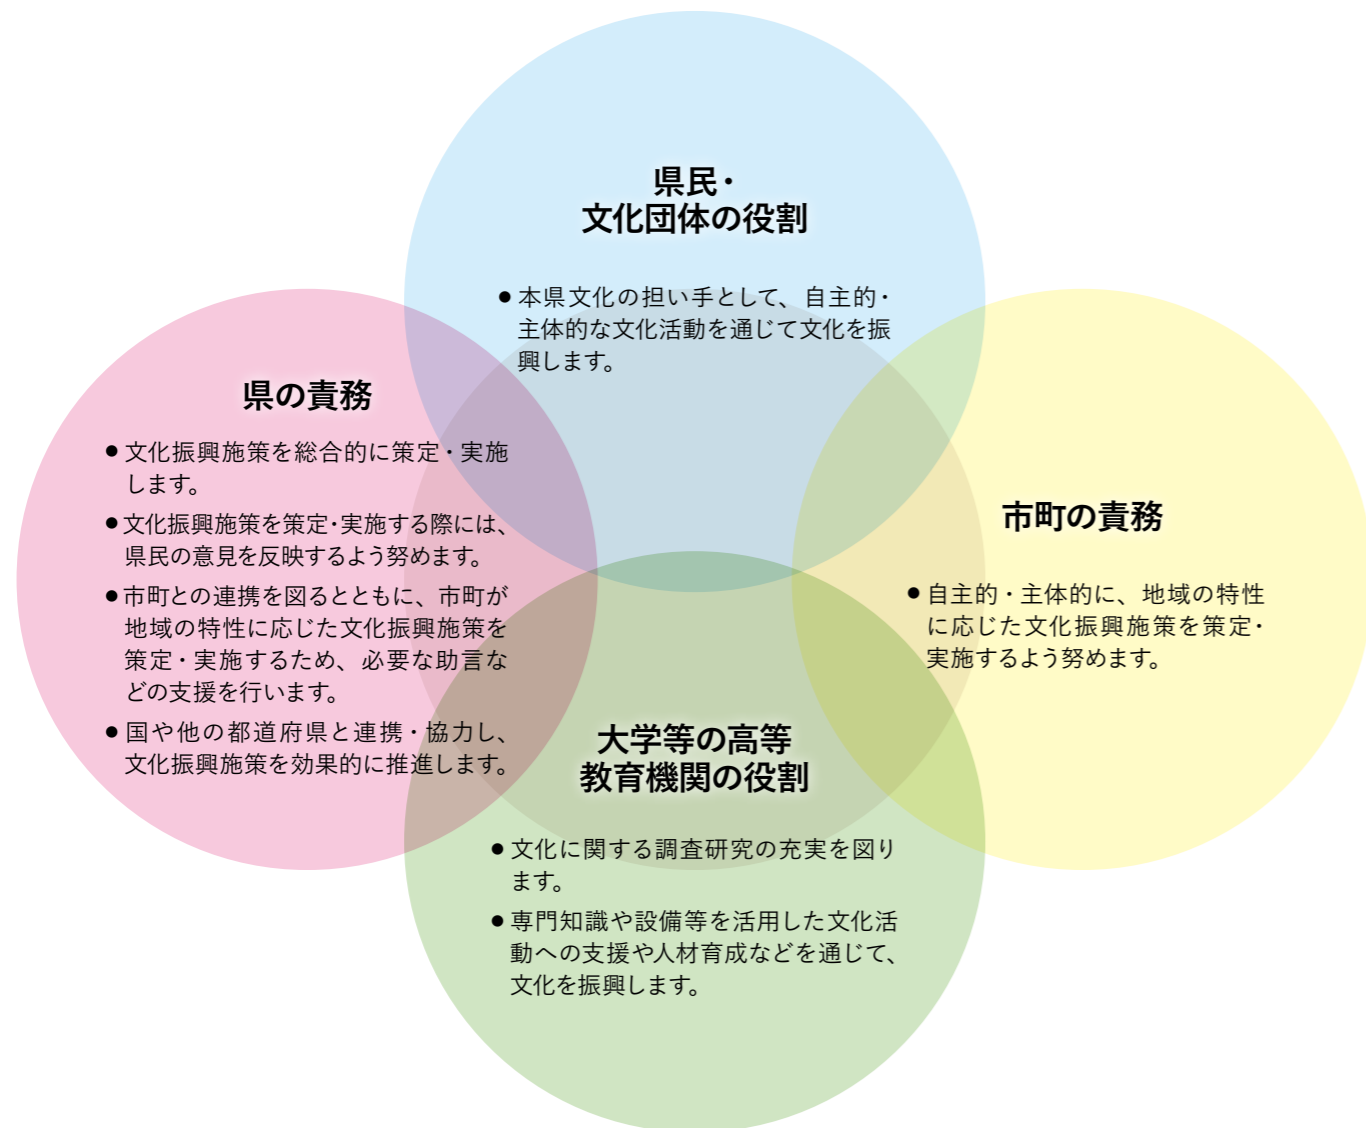 県民・
文化団体の役割
● 本県文化の担い手として、自主的・
主体的な文化活動を通じて文化を振
興します。
県の責務
● 文化振興施策を総合的に策定・実施
します。
● 文化振興施策を策定・実施する際には、
県民の意見を反映するよう努めます。
● 市町との連携を図るとともに、市町が
地域の特性に応じた文化振興施策を
策定・実施するため、必要な助言な
どの支援を行います。
● 国や他の都道府県と連携・協力し、
文化振興施策を効果的に推進します。
市町の責務
● 自主的・主体的に、地域の特性
に応じた文化振興施策を策定・
実施するよう努めます。
大学等の高等
教育機関の役割
● 文化に関する調査研究の充実を図り
ます。
● 専門知識や設備等を活用した文化活
動への支援や人材育成などを通じて、
文化を振興します。